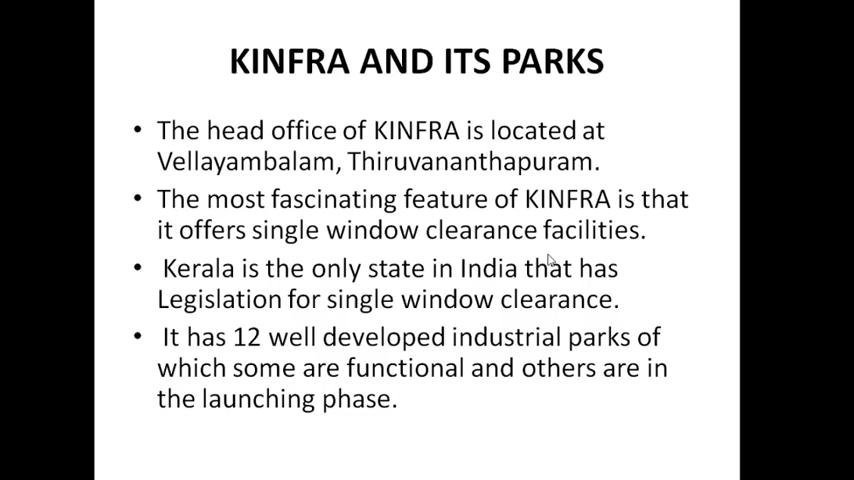 KINFRA AND ITS PARKS
• The head office of KINFRA is located at
Vellayambalam, Thiruvananthapuram.
• The most fascinating feature of KINFRA is that
it offers single window clearance facilities.
• Kerala is the only state in India that has
Legislation for single window clearance.
• It has 12 well developed industrial parks of
which some are functional and others are in
the launching phase.